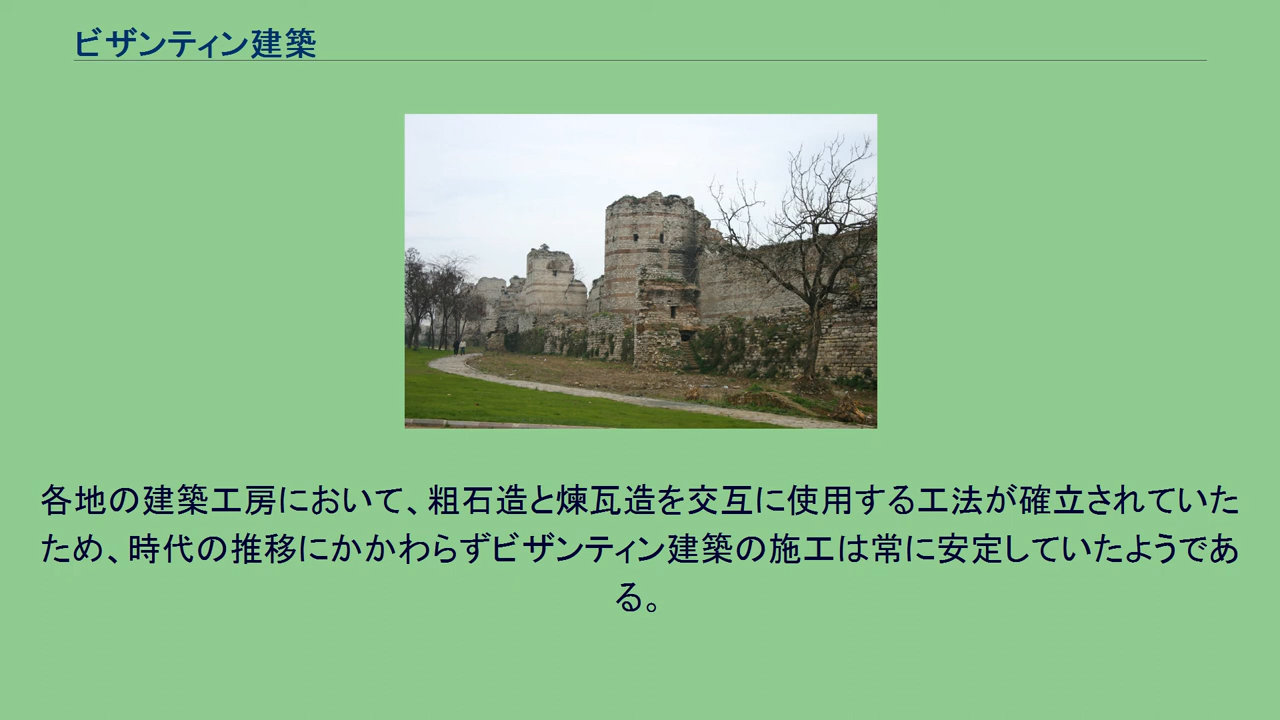 ビザンティン建築
各地の建築工房において、粗石造と煉瓦造を交互に使用する工法が確立されていた
ため、時代の推移にかかわらずビザンティン建築の施工は常に安定していたようであ
る。